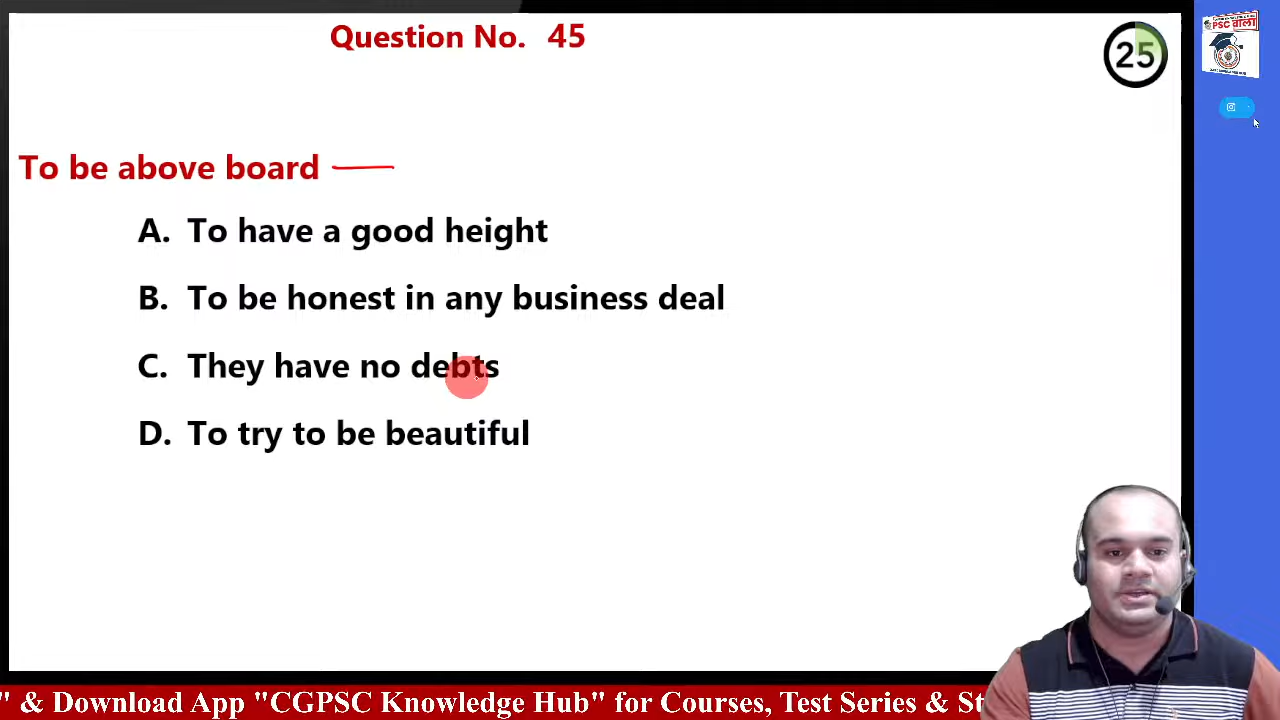 Question No. 45
25
PSC वाला
To be above board
A. To have a good height
B. To be honest in any business deal
C. They have no debts
D. To try to be beautiful
" & Download App "CGPSC Knowledge Hub" for Courses, Test Series & St